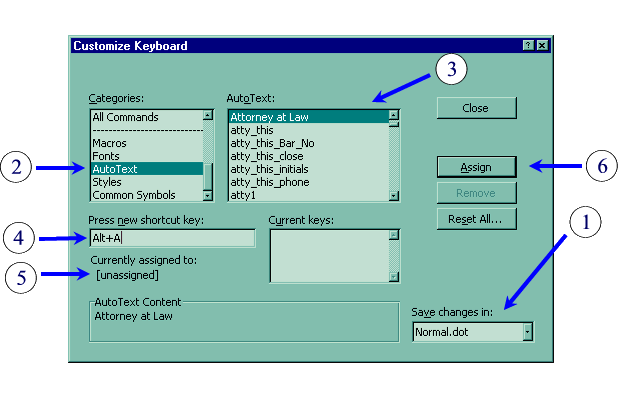 Customize Keyboard
3
Categories:
AutoText:
All Commands
Macros
Fonts
AutoText
Styles
Common Symbols
Attorney at Law
atty_this
atty_this_Bar_No
atty_this_close
atty_this_initials
atty_this_phone
atty1
Close
2
Assign
6
Remove
Reset All...
Press new shortcut key:
Current keys:
1
4
Alt+A
Currently assigned to:
5
[unassigned]
AutoText Content
Attorney at Law
Save changes in:
Normal.dot